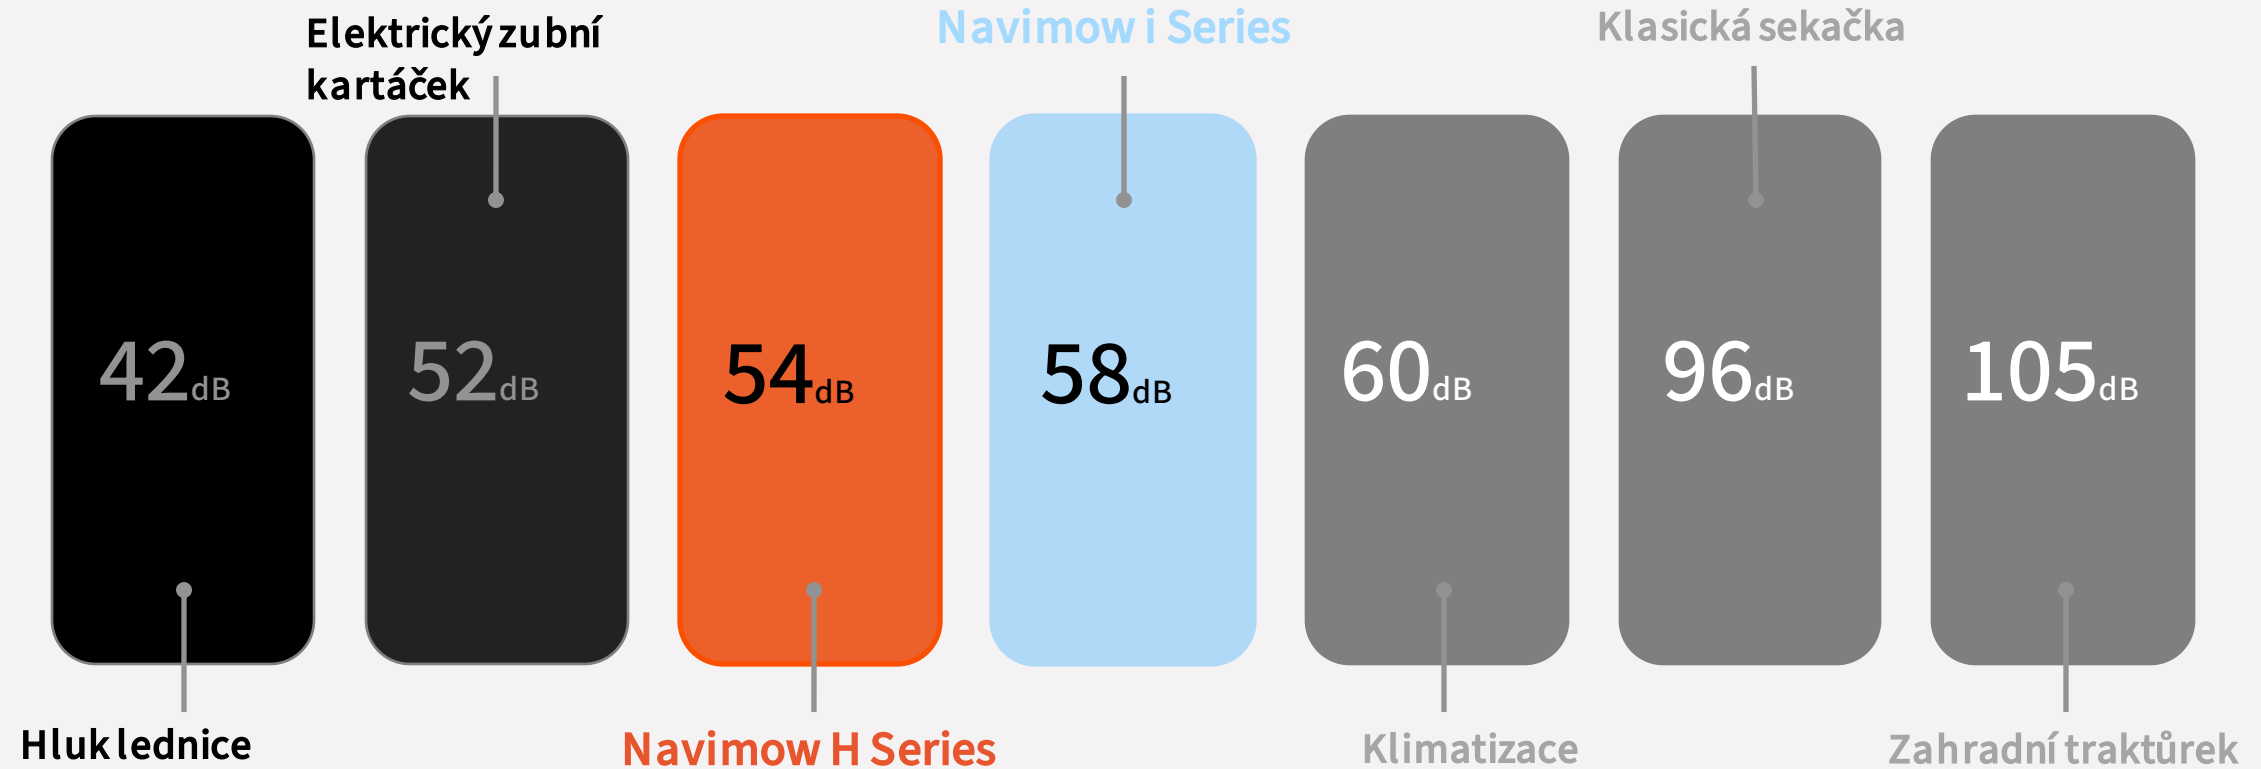 Elektrický zubní
kartáček
Navimow i Series
Klasická sekačka
42dB
52dB
54dB
58dB
60dB
96dB
105dB
Hluk lednice
Navimow H Series
Klimatizace
Zahradní traktůrek